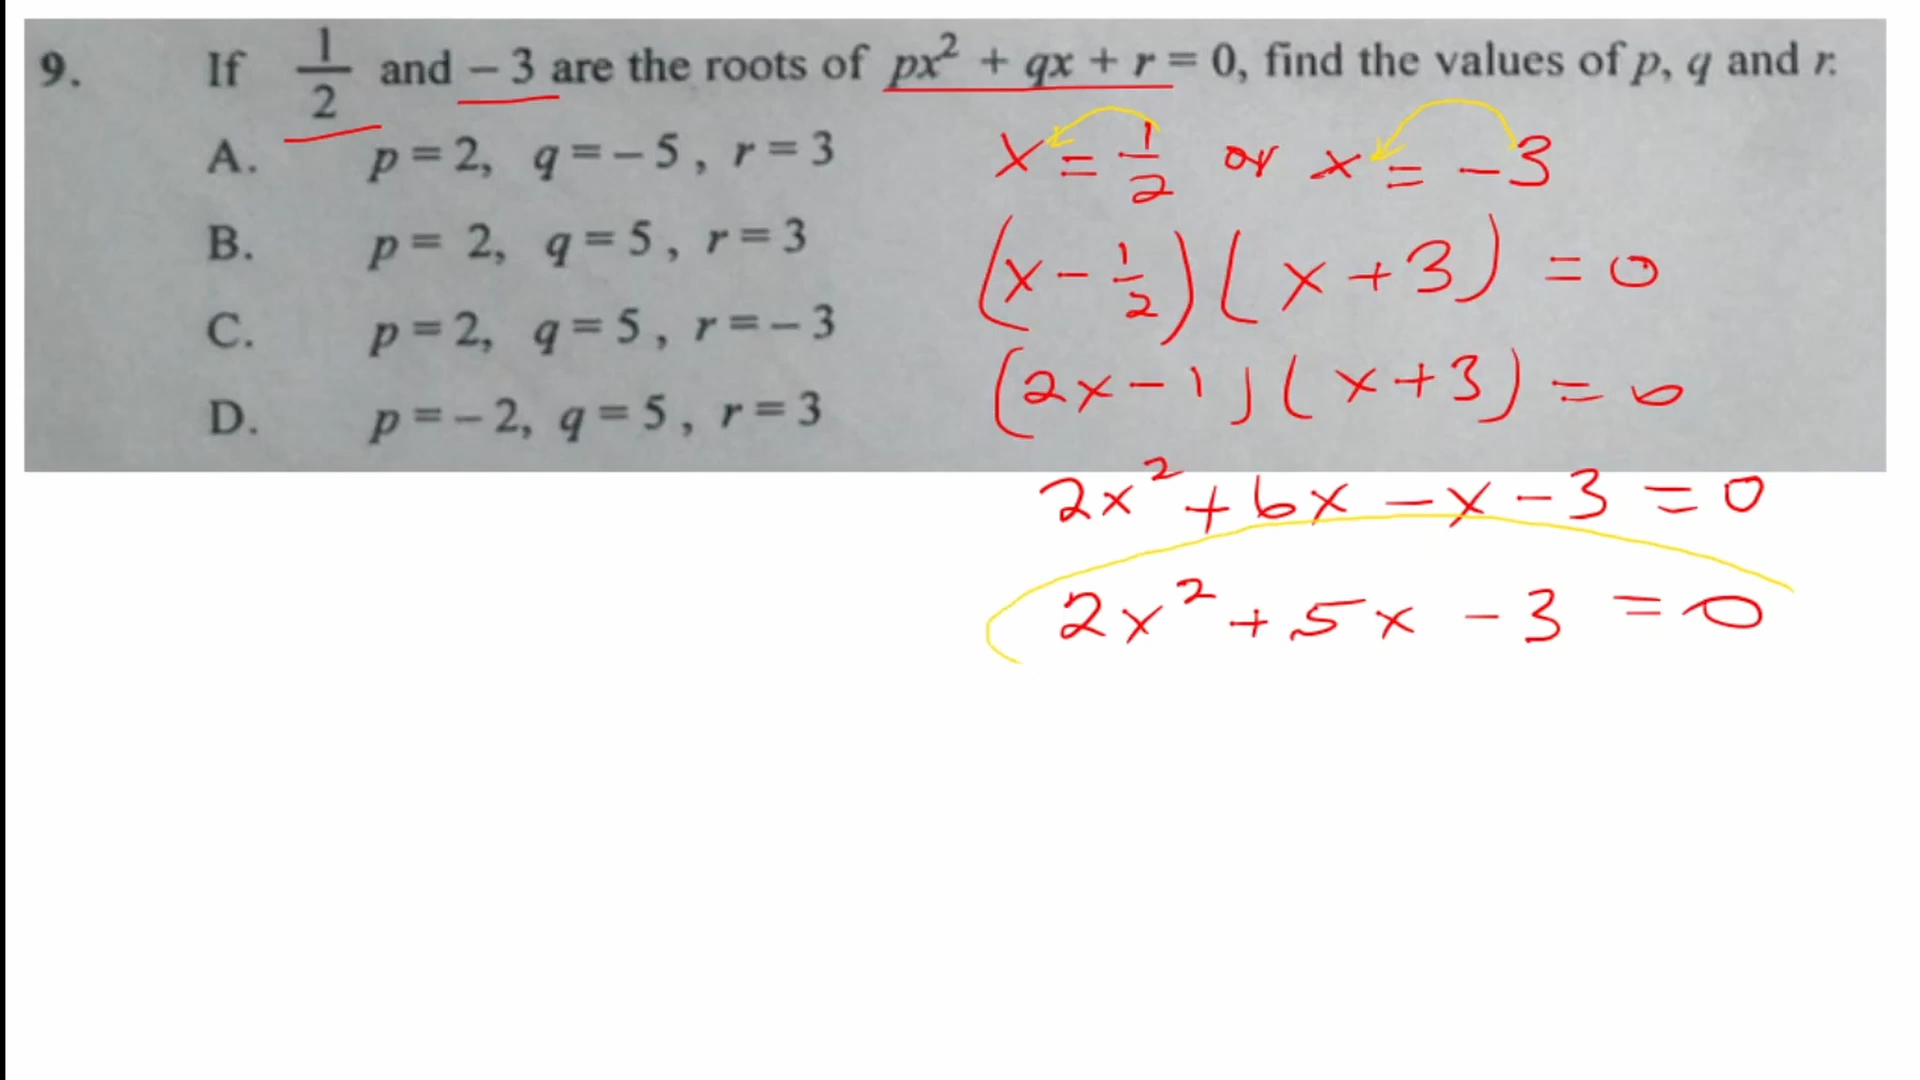 9. If 1/2 and – 3 are the roots of px² + qx + r = 0, find the values of p, q and r.
A. p = 2, q = – 5, r = 3
B. p = 2, q = 5, r = 3
C. p = 2, q = 5, r = – 3
D. p = – 2, q = 5, r = 3
x = 1/2 or x = -3
(x - 1/2)(x + 3) = 0
(2x - 1)(x + 3) = 0
2x² + 6x - x - 3 = 0
2x² + 5x - 3 = 0